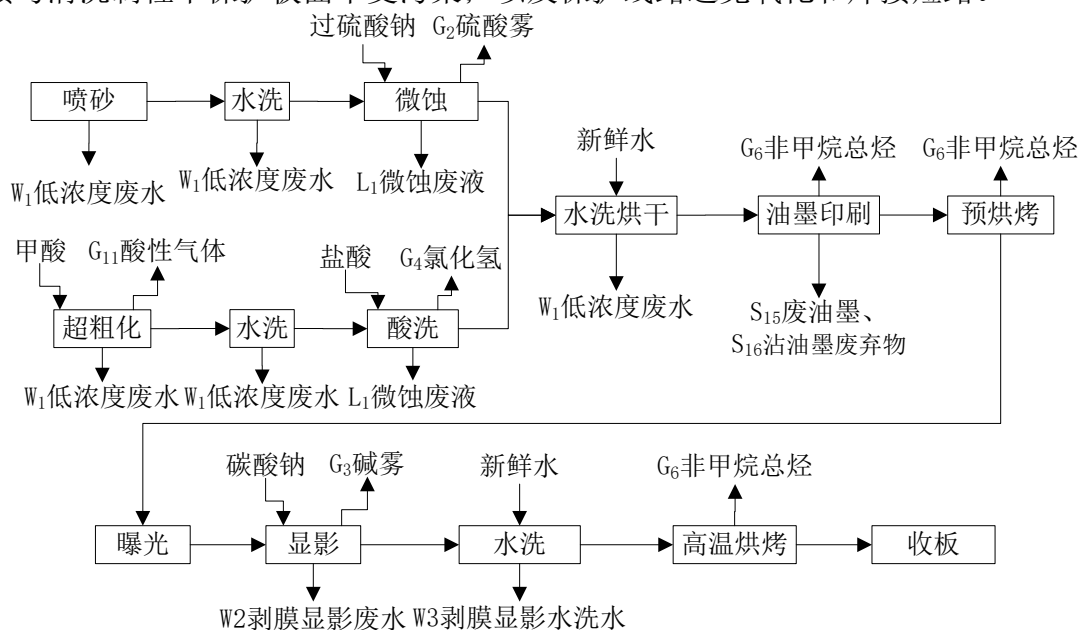 过硫酸钠 G₂硫酸雾
喷砂 水洗 微蚀
新鲜水 G₆非甲烷总烃 G₆非甲烷总烃
W₁低浓度废水 W₁低浓度废水 L₁微蚀废液
水洗烘干 油墨印刷 预烘烤
甲酸 G₁₁酸性气体 盐酸 G₄氯化氢
W₁低浓度废水
S₁₅废油墨、
S₁₆沾油墨废弃物
超粗化 水洗 酸洗
W₁低浓度废水 W₁低浓度废水 L₁微蚀废液
碳酸钠 G₃碱雾 新鲜水 G₆非甲烷总烃
曝光 显影 水洗 高温烘烤 收板
W2剥膜显影废水 W3剥膜显影水洗水